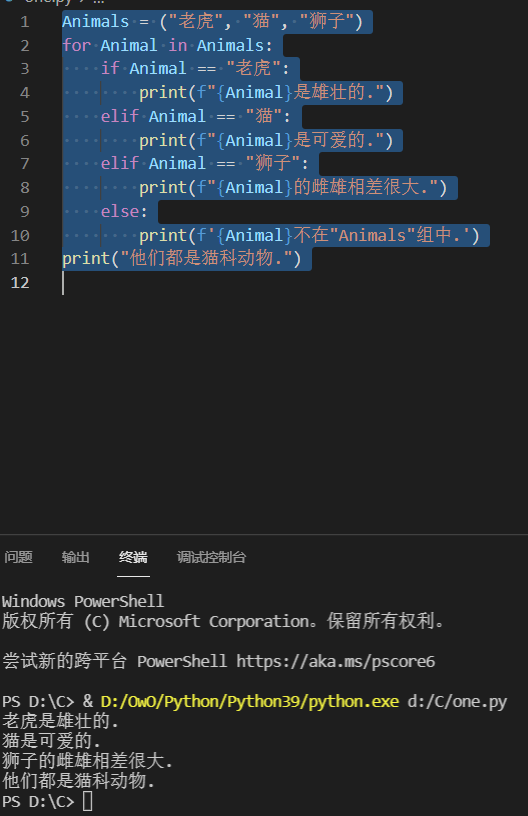 one.py > ...
1 Animals = ("老虎", "猫", "狮子")
2 for Animal in Animals:
3     if Animal == "老虎":
4         print(f"{Animal}是雄壮的.")
5     elif Animal == "猫":
6         print(f"{Animal}是可爱的.")
7     elif Animal == "狮子":
8         print(f"{Animal}的雌雄相差很大.")
9     else:
10         print(f'{Animal}不在"Animals"组中.')
11 print("他们都是猫科动物.")
12
问题 输出 终端 调试控制台
Windows PowerShell
版权所有 (C) Microsoft Corporation。保留所有权利。
尝试新的跨平台 PowerShell https://aka.ms/pscore6
PS D:\C> & D:/OwO/Python/Python39/python.exe d:/C/one.py
老虎是雄壮的.
猫是可爱的.
狮子的雌雄相差很大.
他们都是猫科动物.
PS D:\C>